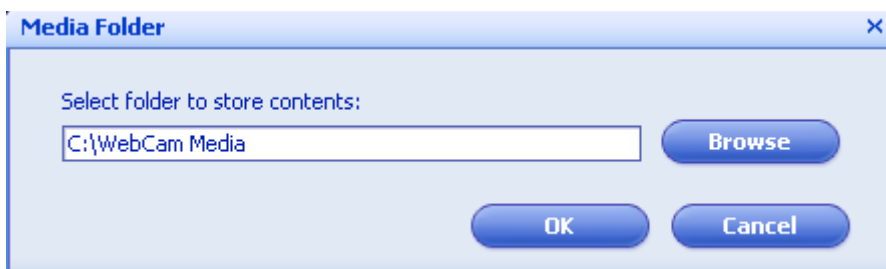 Media Folder
Select folder to store contents:
C:\WebCam Media
Browse
OK
Cancel